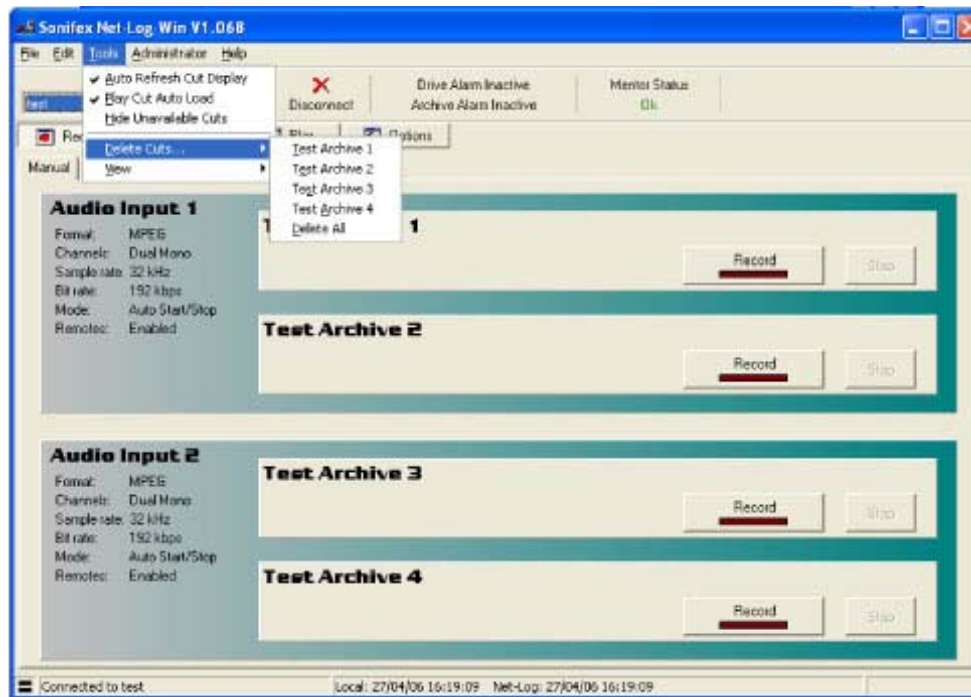 Sonifex Net-Log-Win V1.068
File Edit Tools Administrator Help
Auto Refresh Cut Display
Play Cut Auto Load
Hide Unavailable Cuts
Delete Cuts...
View
Test Archive 1
Test Archive 2
Test Archive 3
Test Archive 4
Delete All
test
Disconnect
Drive Alarm Inactive
Archive Alarm Inactive
Mentor Status
Ok
Rec Play Options
Manual
Audio Input 1
Format: MPEG
Channels: Dual Mono
Sample rate: 32 kHz
Bit rate: 192 kbps
Mode: Auto Start/Stop
Remotes: Enabled
1
Record Stop
Test Archive 2
Record Stop
Audio Input 2
Format: MPEG
Channels: Dual Mono
Sample rate: 32 kHz
Bit rate: 192 kbps
Mode: Auto Start/Stop
Remotes: Enabled
Test Archive 3
Record Stop
Test Archive 4
Record Stop
Connected to test
Local: 27/04/06 16:19:09 Net-Log: 27/04/06 16:19:09